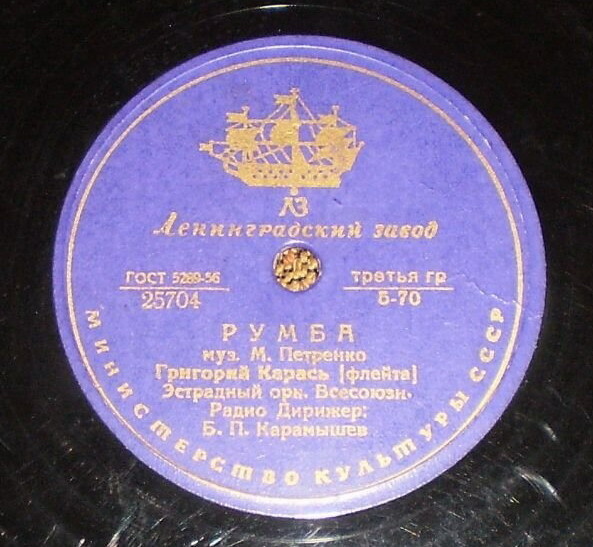 ЛЗ
Ленинградский завод
ГОСТ 5289-56
25704
третья гр
Б-70
РУМБА
муз. М. Петренко
Григорий Карась (флейта)
Эстрадный орк. Всесоюзн.
Радио Дирижер:
Б. П. Карамышев
МИНИСТЕРСТВО КУЛЬТУРЫ СССР